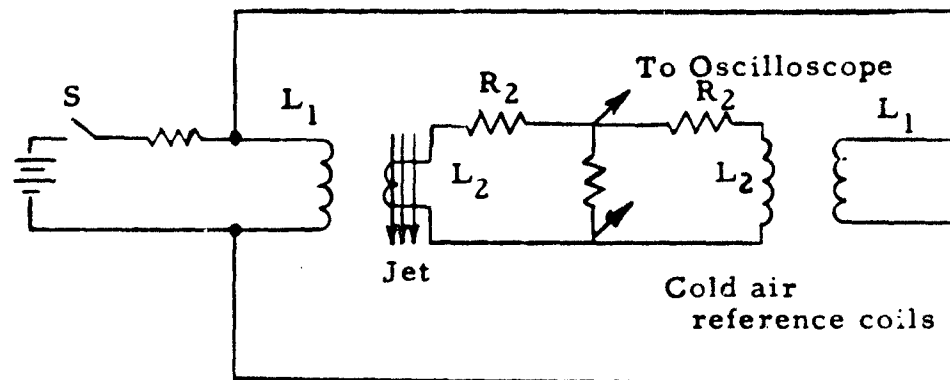 To Oscilloscope
S
L1
R2
R2
L1
L2
L2
Jet
Cold air
reference coils